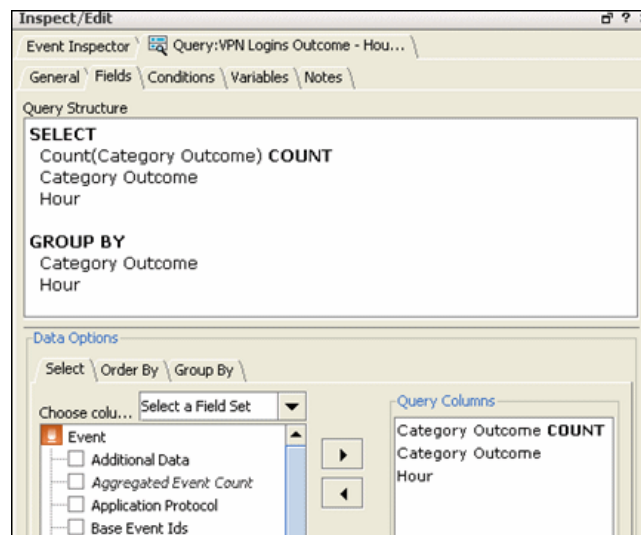 Inspect/Edit
Event Inspector Query:VPN Logins Outcome - Hou...
General Fields Conditions Variables Notes
Query Structure
SELECT
Count(Category Outcome) COUNT
Category Outcome
Hour
GROUP BY
Category Outcome
Hour
Data Options
Select Order By Group By
Choose colu... Select a Field Set
Event
Additional Data
Aggregated Event Count
Application Protocol
Base Event Ids
Query Columns
Category Outcome COUNT
Category Outcome
Hour